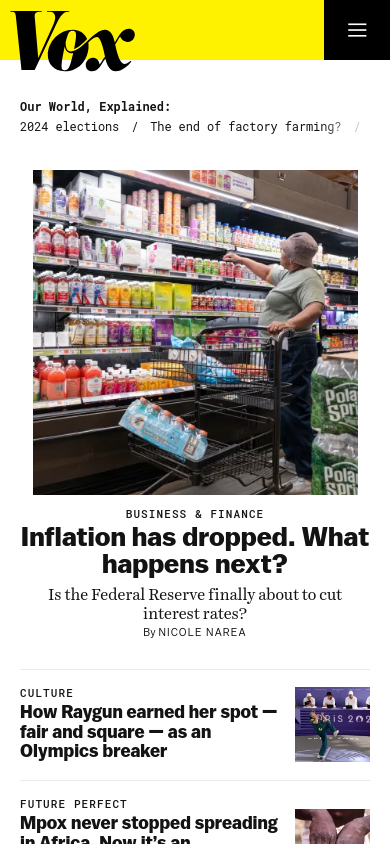 Vox
Our World, Explained:
2024 elections / The end of factory farming? /
Polar
Spri
Pola
Spri
BUSINESS & FINANCE
Inflation has dropped. What
happens next?
Is the Federal Reserve finally about to cut
interest rates?
By NICOLE NAREA
CULTURE
How Raygun earned her spot —
fair and square — as an
Olympics breaker
FUTURE PERFECT
Mpox never stopped spreading
in Africa. Now it's an